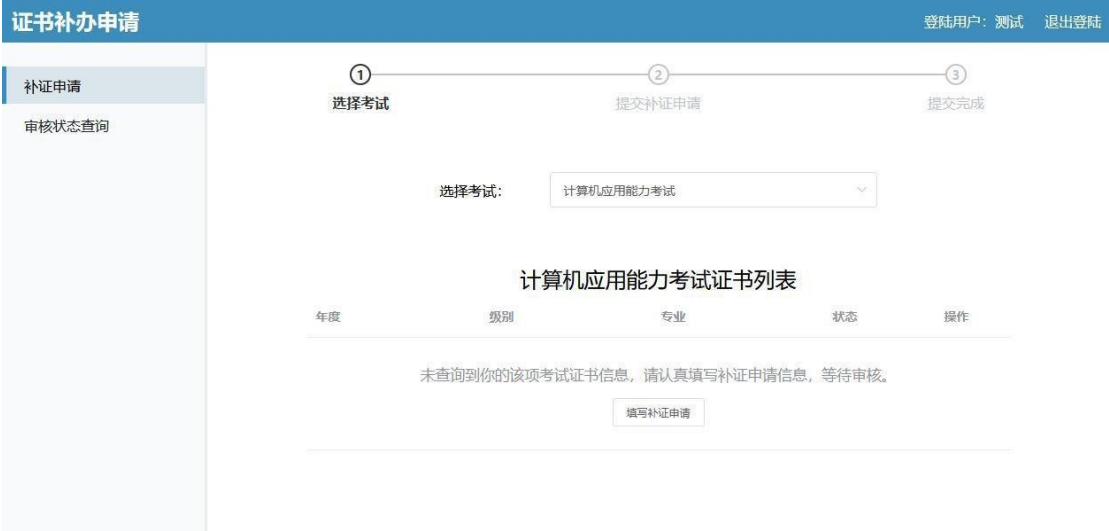 证书补办申请
登陆用户：测试 退出登陆
补证申请
审核状态查询
1 2 3
选择考试 提交补证申请 提交完成
选择考试： 计算机应用能力考试
计算机应用能力考试证书列表
年度 级别 专业 状态 操作
未查询到你的该项考试证书信息，请认真填写补证申请信息，等待审核。
填写补证申请